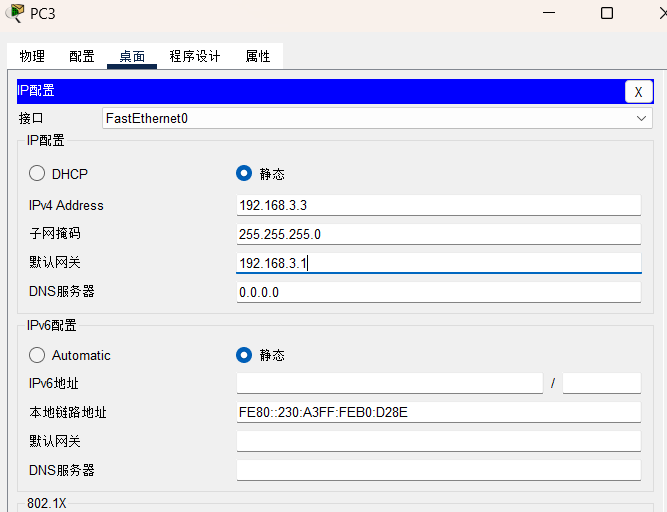 PC3
物理 配置 桌面 程序设计 属性
IP配置 X
接口 FastEthernet0
IP配置
DHCP 静态
IPv4 Address 192.168.3.3
子网掩码 255.255.255.0
默认网关 192.168.3.1
DNS服务器 0.0.0.0
IPv6配置
Automatic 静态
IPv6地址 /
本地链路地址 FE80::230:A3FF:FEB0:D28E
默认网关
DNS服务器
802.1X